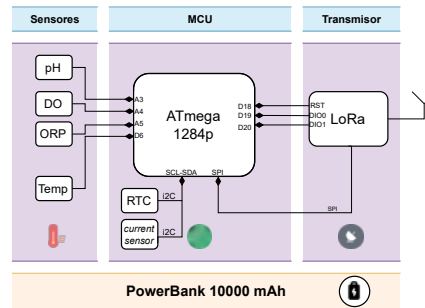 Sensores
MCU
Transmisor
pH
DO
ORP
Temp
A3
A4
A5
D6
ATmega
1284p
D18
D19
D20
SCL-SDA
SPI
RST
DIO0
DIO1
LoRa
RTC
i2C
current
sensor
i2C
SPI
PowerBank 10000 mAh